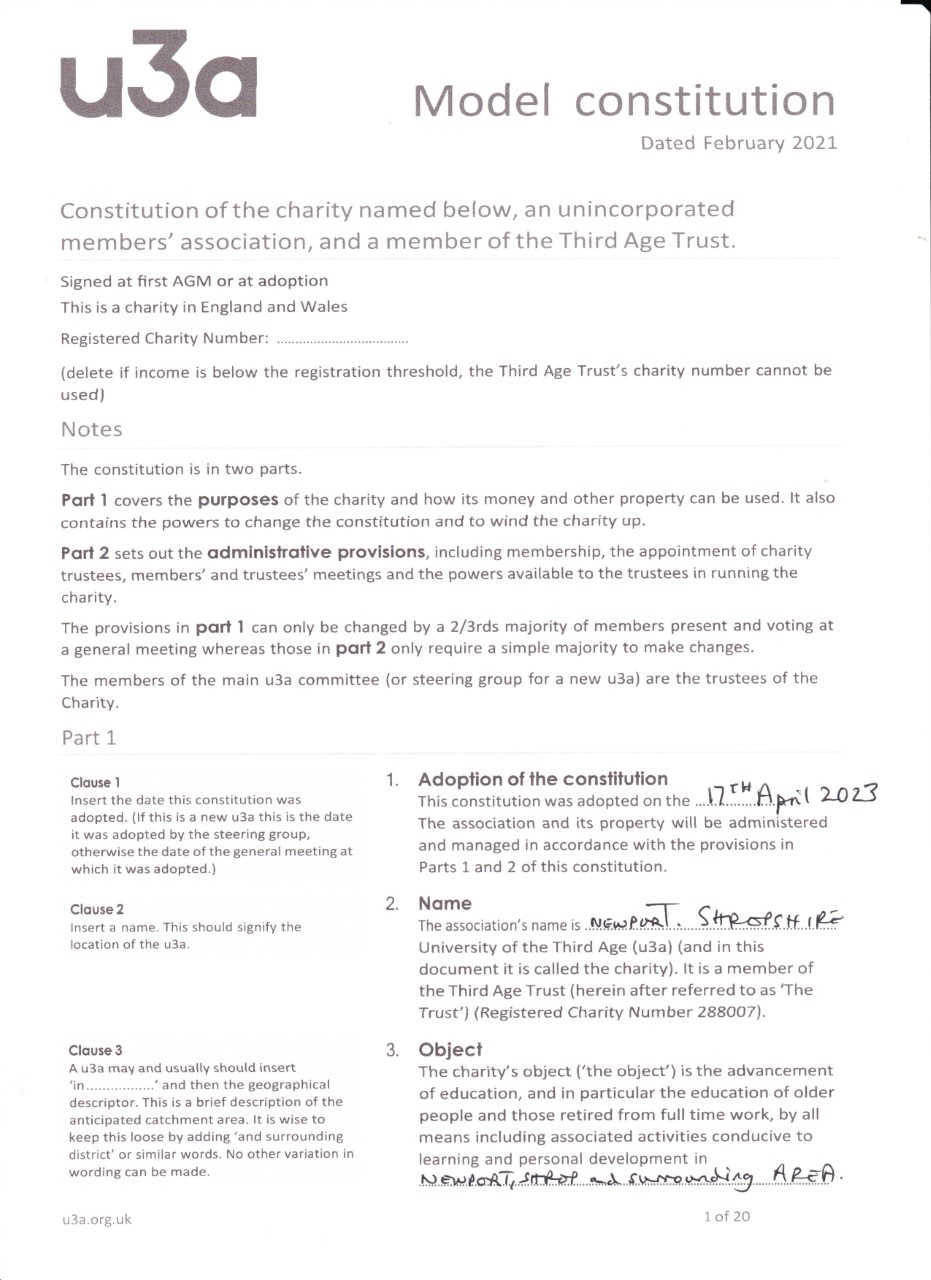 u3a
Model constitution
Dated February 2021
Constitution of the charity named below, an unincorporated
members’ association, and a member of the Third Age Trust.
Signed at first AGM or at adoption
This is a charity in England and Wales
Registered Charity Number: ....................................
(delete if income is below the registration threshold, the Third Age Trust’s charity number cannot be
used)
Notes
The constitution is in two parts.
Part 1 covers the purposes of the charity and how its money and other property can be used. It also
contains the powers to change the constitution and to wind the charity up.
Part 2 sets out the administrative provisions, including membership, the appointment of charity
trustees, members’ and trustees’ meetings and the powers available to the trustees in running the
charity.
The provisions in part 1 can only be changed by a 2/3rds majority of members present and voting at
a general meeting whereas those in part 2 only require a simple majority to make changes.
The members of the main u3a committee (or steering group for a new u3a) are the trustees of the
Charity.
Part 1
Clause 1
Insert the date this constitution was
adopted. (If this is a new u3a this is the date
it was adopted by the steering group,
otherwise the date of the general meeting at
which it was adopted.)
1. Adoption of the constitution
This constitution was adopted on the 17TH April 2023
The association and its property will be administered
and managed in accordance with the provisions in
Parts 1 and 2 of this constitution.
Clause 2
Insert a name. This should signify the
location of the u3a.
2. Name
The association’s name is NEWPORT. SHROPSHIRE
University of the Third Age (u3a) (and in this
document it is called the charity). It is a member of
the Third Age Trust (herein after referred to as ‘The
Trust’) (Registered Charity Number 288007).
Clause 3
A u3a may and usually should insert
‘in.................’ and then the geographical
descriptor. This is a brief description of the
anticipated catchment area. It is wise to
keep this loose by adding ‘and surrounding
district’ or similar words. No other variation in
wording can be made.
3. Object
The charity’s object (‘the object’) is the advancement
of education, and in particular the education of older
people and those retired from full time work, by all
means including associated activities conducive to
learning and personal development in
NEWPORT, SHROP and surrounding AREA.
u3a.org.uk
1 of 20